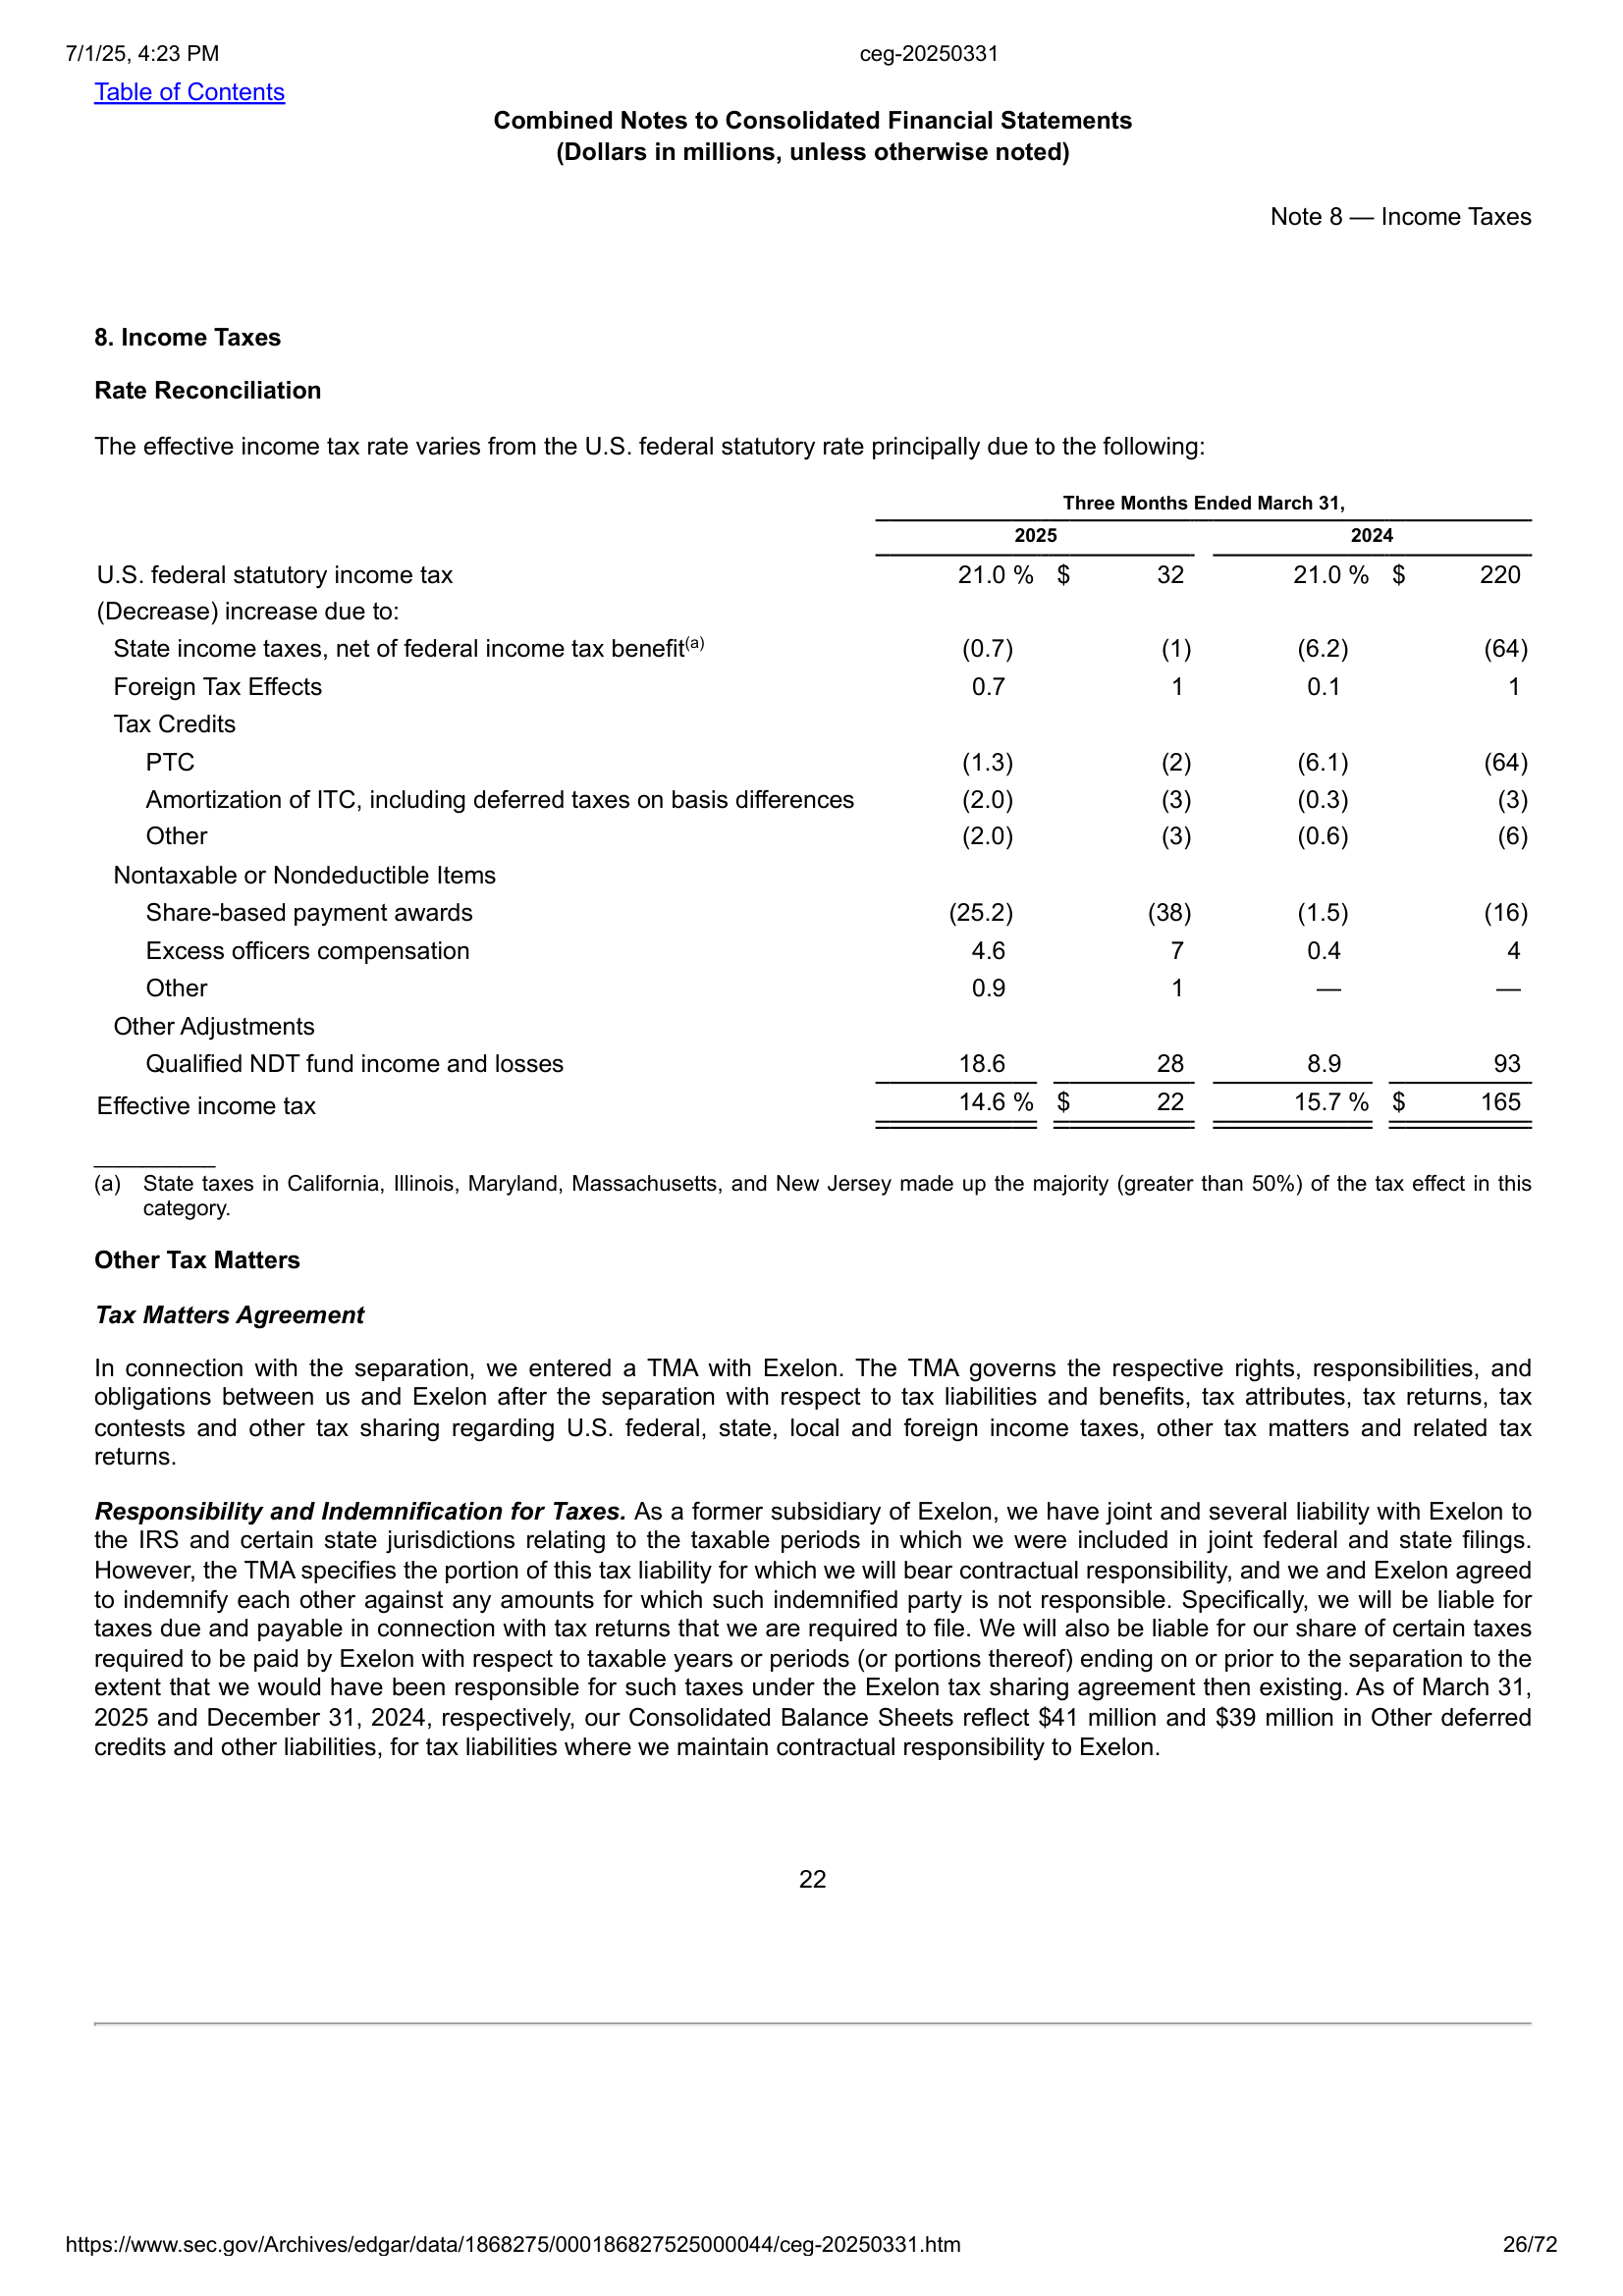 7/1/25, 4:23 PM ceg-20250331
Table of Contents
Combined Notes to Consolidated Financial Statements
(Dollars in millions, unless otherwise noted)
Note 8 — Income Taxes
8. Income Taxes
Rate Reconciliation
The effective income tax rate varies from the U.S. federal statutory rate principally due to the following:
Three Months Ended March 31,
2025 2024
U.S. federal statutory income tax 21.0 % $ 32 21.0 % $ 220
(Decrease) increase due to:
State income taxes, net of federal income tax benefit(a) (0.7) (1) (6.2) (64)
Foreign Tax Effects 0.7 1 0.1 1
Tax Credits
PTC (1.3) (2) (6.1) (64)
Amortization of ITC, including deferred taxes on basis differences (2.0) (3) (0.3) (3)
Other (2.0) (3) (0.6) (6)
Nontaxable or Nondeductible Items
Share-based payment awards (25.2) (38) (1.5) (16)
Excess officers compensation 4.6 7 0.4 4
Other 0.9 1 — —
Other Adjustments
Qualified NDT fund income and losses 18.6 28 8.9 93
Effective income tax 14.6 % $ 22 15.7 % $ 165
__________
(a) State taxes in California, Illinois, Maryland, Massachusetts, and New Jersey made up the majority (greater than 50%) of the tax effect in this
category.
Other Tax Matters
Tax Matters Agreement
In connection with the separation, we entered a TMA with Exelon. The TMA governs the respective rights, responsibilities, and
obligations between us and Exelon after the separation with respect to tax liabilities and benefits, tax attributes, tax returns, tax
contests and other tax sharing regarding U.S. federal, state, local and foreign income taxes, other tax matters and related tax
returns.
Responsibility and Indemnification for Taxes. As a former subsidiary of Exelon, we have joint and several liability with Exelon to
the IRS and certain state jurisdictions relating to the taxable periods in which we were included in joint federal and state filings.
However, the TMA specifies the portion of this tax liability for which we will bear contractual responsibility, and we and Exelon agreed
to indemnify each other against any amounts for which such indemnified party is not responsible. Specifically, we will be liable for
taxes due and payable in connection with tax returns that we are required to file. We will also be liable for our share of certain taxes
required to be paid by Exelon with respect to taxable years or periods (or portions thereof) ending on or prior to the separation to the
extent that we would have been responsible for such taxes under the Exelon tax sharing agreement then existing. As of March 31,
2025 and December 31, 2024, respectively, our Consolidated Balance Sheets reflect $41 million and $39 million in Other deferred
credits and other liabilities, for tax liabilities where we maintain contractual responsibility to Exelon.
22
https://www.sec.gov/Archives/edgar/data/1868275/000186827525000044/ceg-20250331.htm 26/72